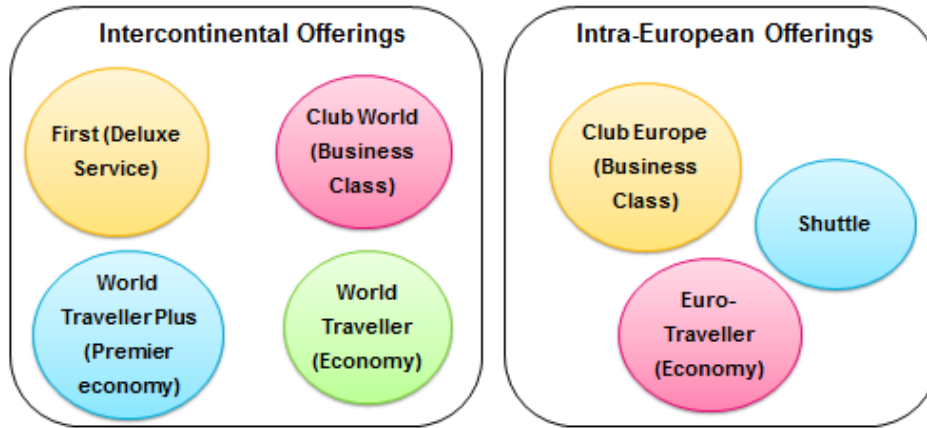 Intercontinental Offerings
First (Deluxe
Service)
Club World
(Business
Class)
World
Traveller Plus
(Premier
economy)
World
Traveller
(Economy)
Intra-European Offerings
Club Europe
(Business
Class)
Shuttle
Euro-
Traveller
(Economy)